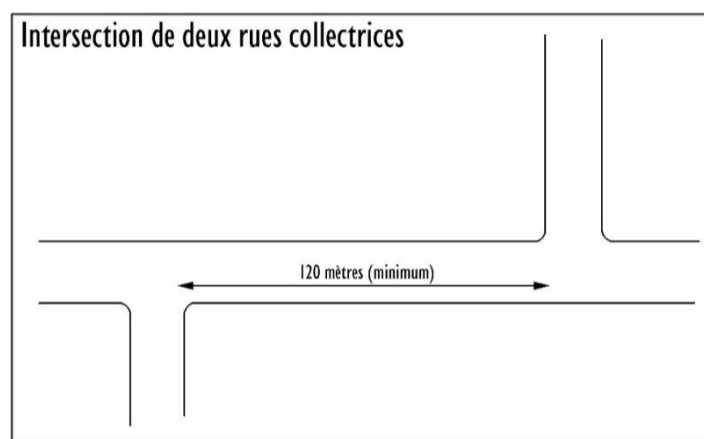 Intersection de deux rues collectrices
120 mètres (minimum)